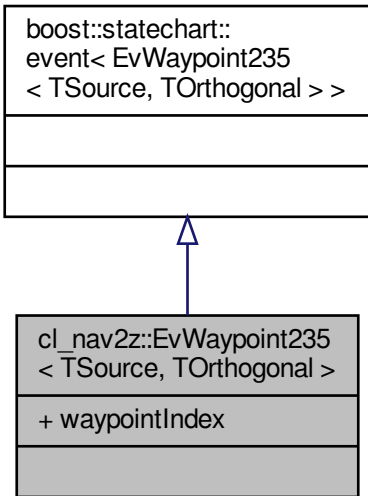 boost::statechart::
event< EvWaypoint235
< TSource, TOrthogonal > >
cl_nav2z::EvWaypoint235
< TSource, TOrthogonal >
+ waypointIndex